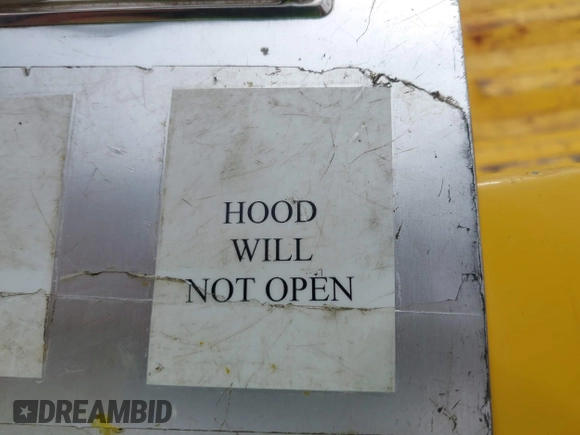 HOOD
WILL
NOT OPEN
DREAMBID